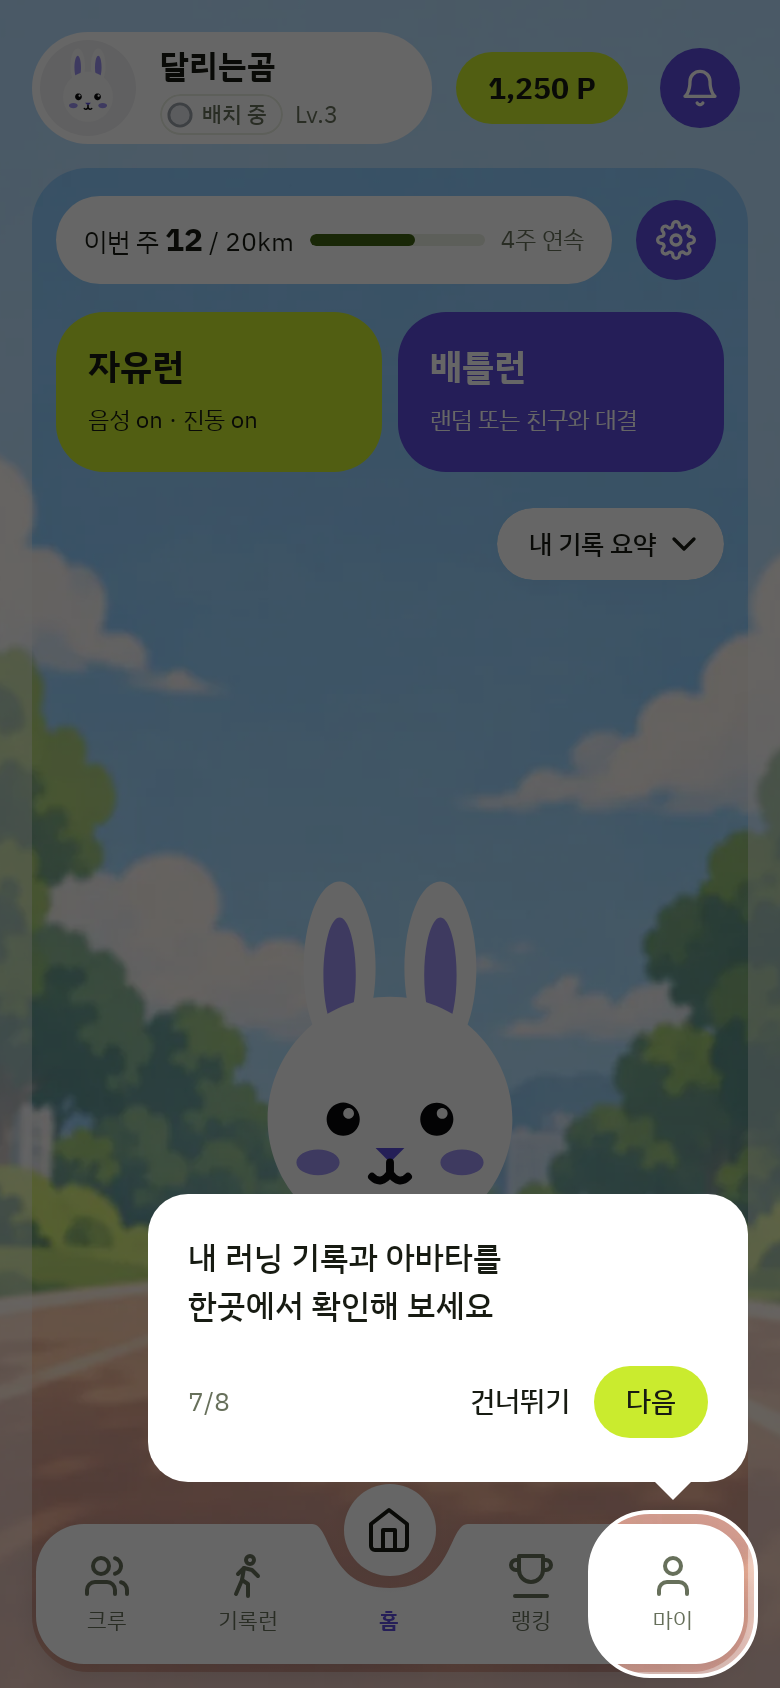 달리는곰
1,250 P
배치 중 Lv.3
이번 주 12 / 20km 4주 연속
자유런
음성 on · 진동 on
배틀런
랜덤 또는 친구와 대결
내 기록 요약
내 러닝 기록과 아바타를
한곳에서 확인해 보세요
7/8 건너뛰기 다음
크루 기록런 홈 랭킹 마이